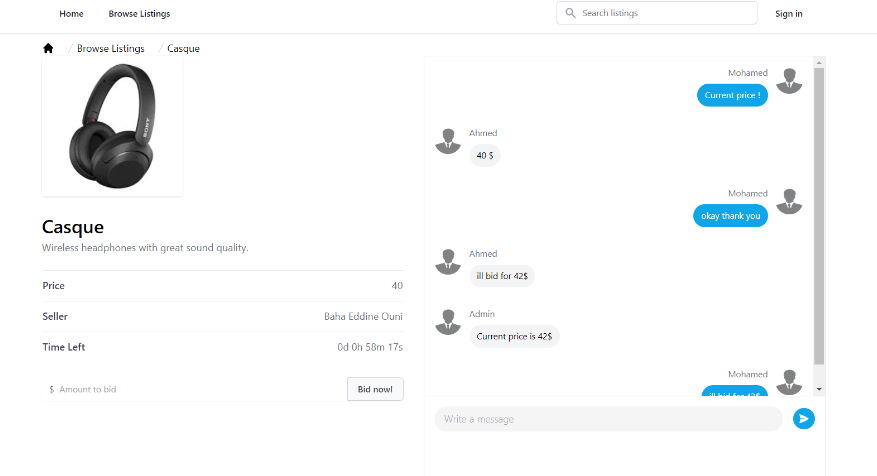 Home
Browse Listings
Search listings
Sign in
/ Browse Listings / Casque
SONY
Casque
Wireless headphones with great sound quality.
Price 40
Seller Baha Eddine Ouni
Time Left 0d 0h 58m 17s
$ Amount to bid
Bid now!
Mohamed
Current price !
Ahmed
40 $
Mohamed
okay thank you
Ahmed
ill bid for 42$
Admin
Current price is 42$
Mohamed
ill bid for
Write a message